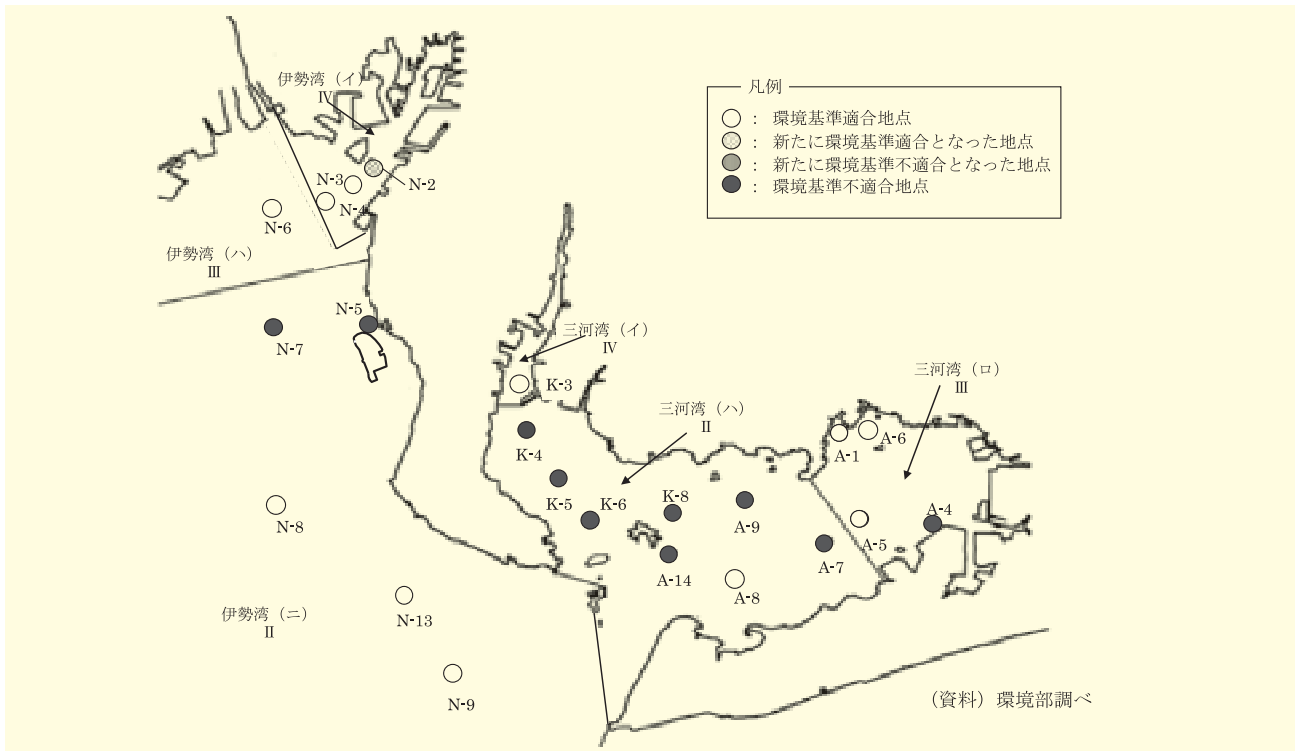 伊勢湾（イ）
Ⅳ
凡例
： 環境基準適合地点
： 新たに環境基準適合となった地点
： 新たに環境基準不適合となった地点
： 環境基準不適合地点
N-3
N-2
N-4
N-6
伊勢湾（ハ）
Ⅲ
N-5
N-7
三河湾（イ）
Ⅳ
K-3
三河湾（ロ）
Ⅲ
三河湾（ハ）
Ⅱ
K-4
A-1
A-6
K-5
K-6
K-8
A-9
A-4
A-5
A-7
A-14
A-8
N-8
N-13
伊勢湾（ニ）
Ⅱ
N-9
（資料）環境部調べ